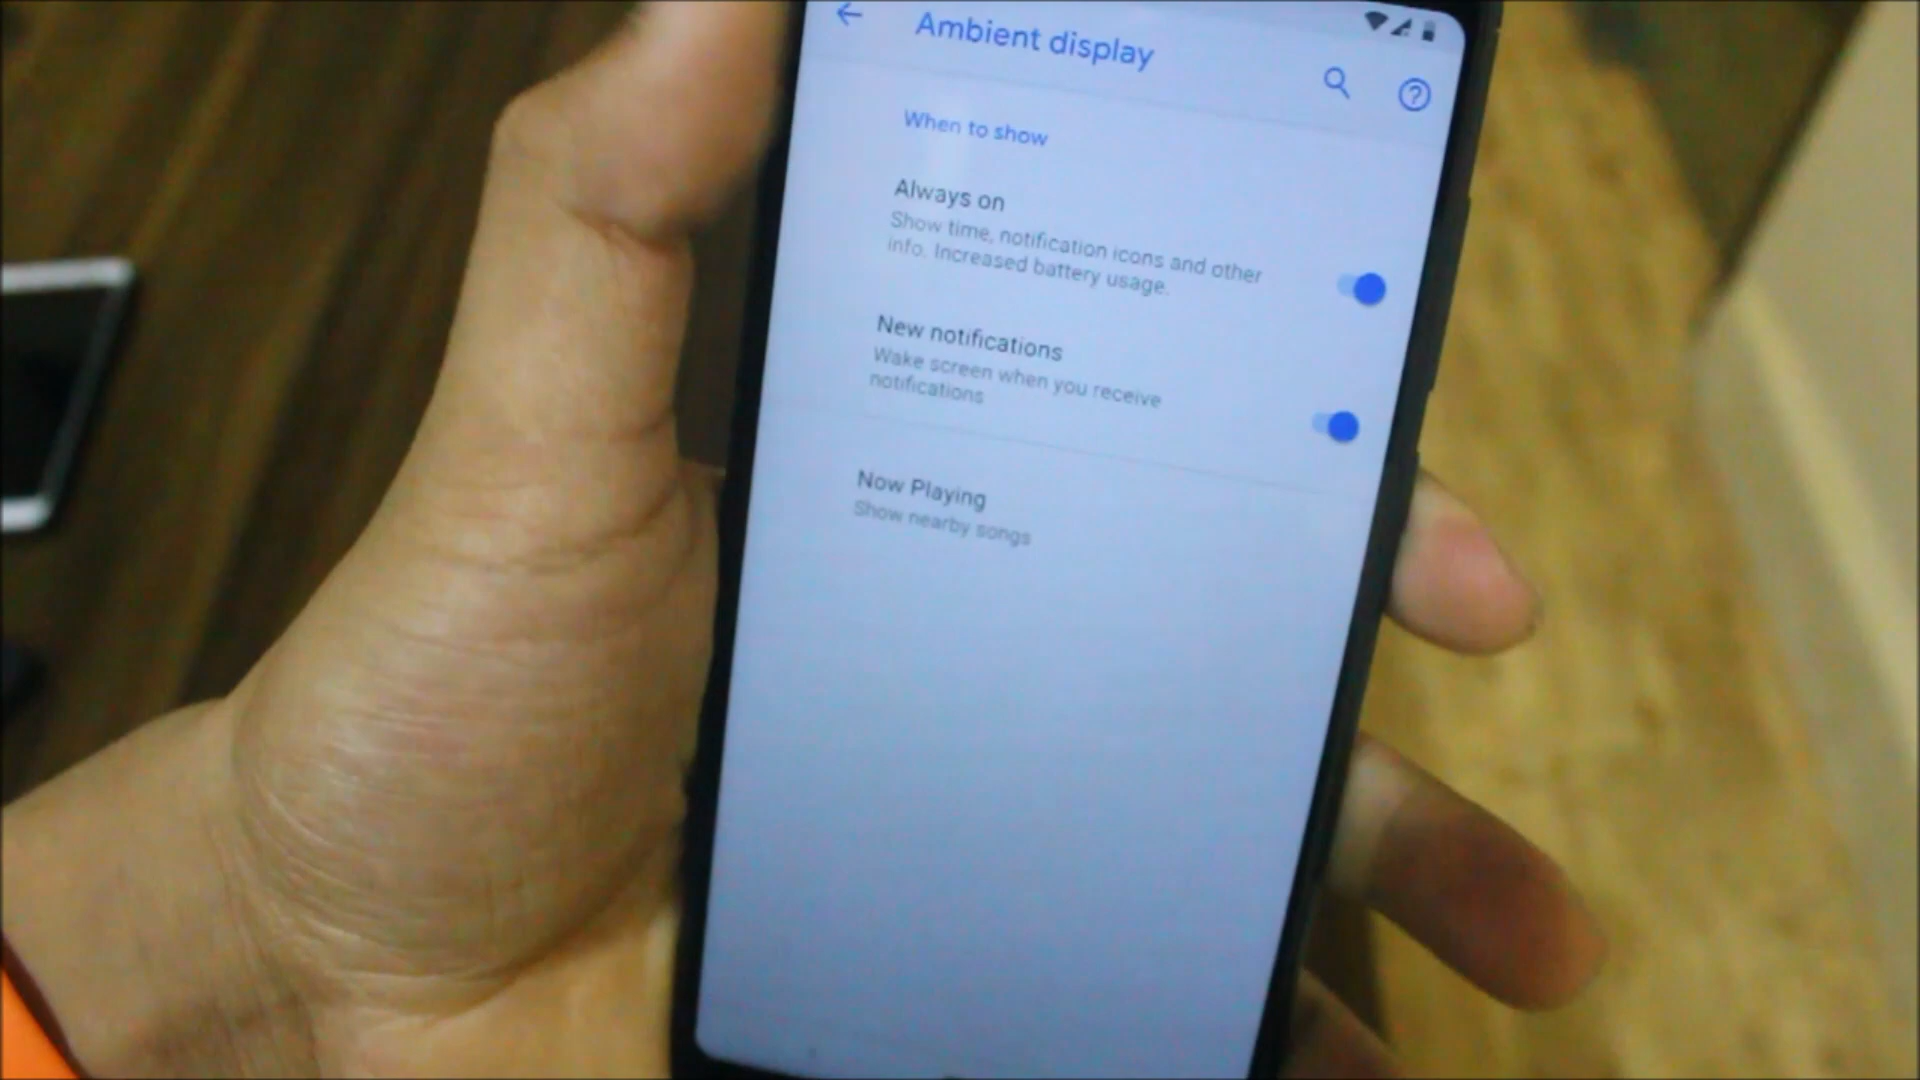 Ambient display
When to show
Always on
Show time, notification icons and other
info. Increased battery usage.
New notifications
Wake screen when you receive
notifications
Now Playing
Show nearby songs